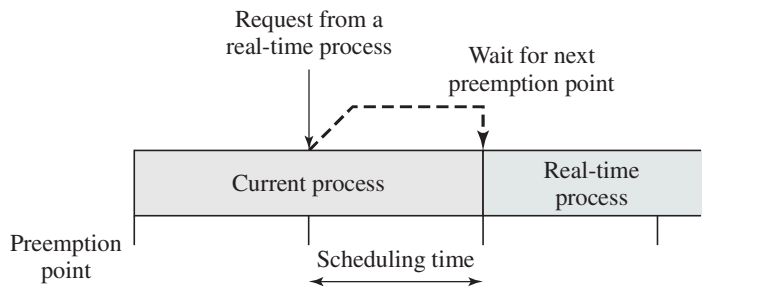 Request from a
real-time process
Wait for next
preemption point
Current process
Real-time
process
Preemption
point
Scheduling time